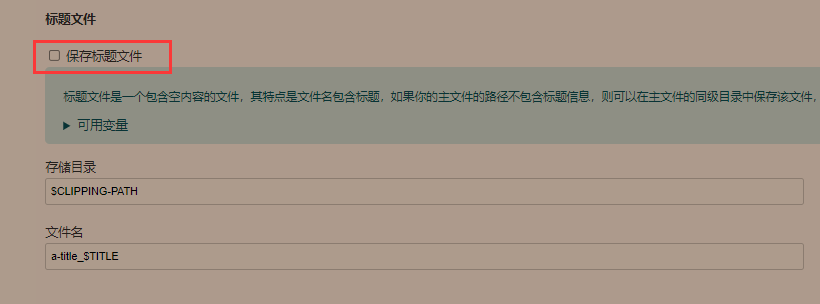 标题文件
保存标题文件
标题文件是一个包含空内容的文件，其特点是文件名包含标题，如果你的主文件的路径不包含标题信息，则可以在主文件的同级目录中保存该文件，
可用变量
存储目录
$CLIPPING-PATH
文件名
a-title_$TITLE